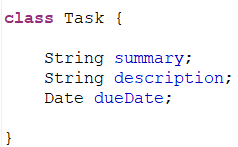 class Task {
String summary;
String description;
Date dueDate;
}